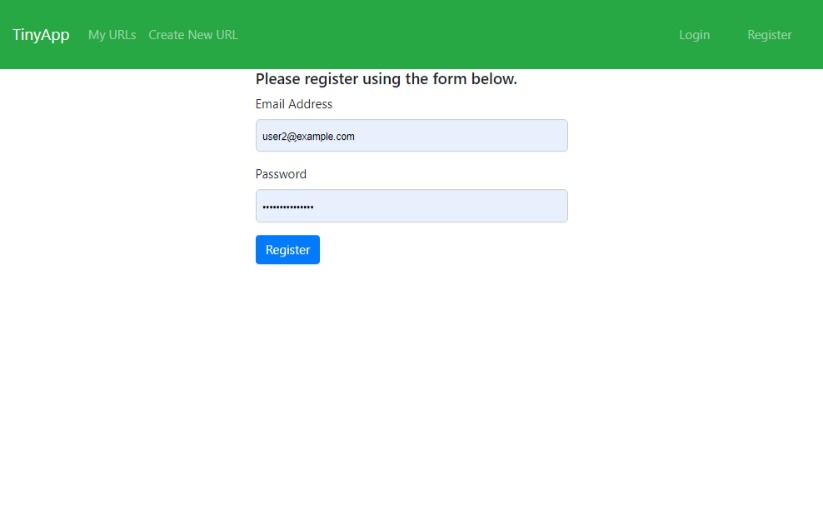 TinyApp My URLs Create New URL Login Register
Please register using the form below.
Email Address
user2@example.com
Password
•••••••••••••••
Register